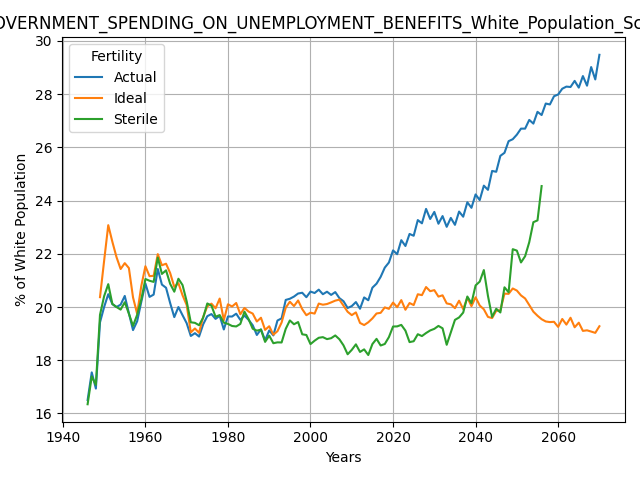 OVERNMENT_SPENDING_ON_UNEMPLOYMENT_BENEFITS_White_Population_Sc
Fertility
Actual
Ideal
Sterile
30
28
26
24
22
20
18
16
% of White Population
1940
1960
1980
2000
2020
2040
2060
Years